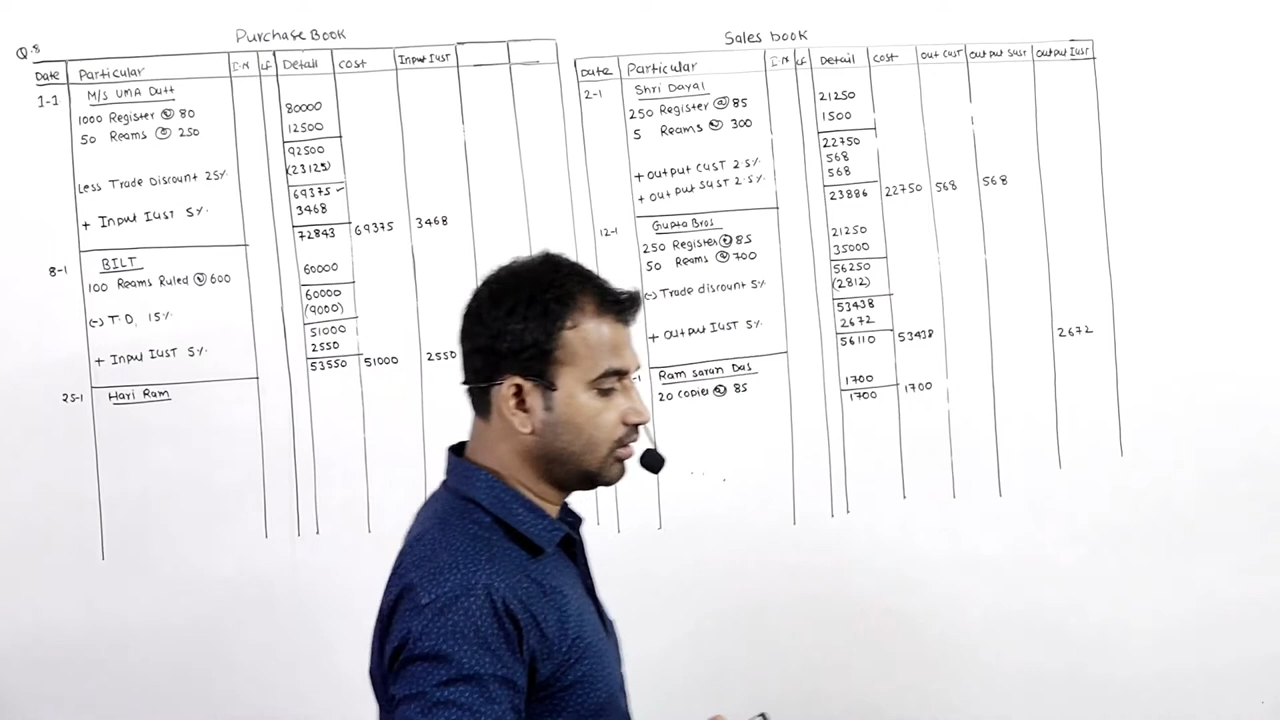 Q.8
Purchase Book
Date Particular I.N LF Detail Cost Input IGST
1-1 M/S UMA Dutt
1000 Register @ 80 80000
50 Reams @ 250 12500
92500
Less Trade Discount 25% (23125)
69375
+ Input IGST 5% 3468
72843 69375 3468
8-1 BILT
100 Reams Ruled @ 600 60000
60000
(-) T.D, 15% (9000)
51000
+ Input IGST 5% 2550
53550 51000 2550
25-1 Hari Ram
Sales book
Date Particular I.N LF Detail Cost Out CGST Output SGST Output IGST
2-1 Shri Dayal
250 Register @ 85 21250
5 Reams @ 300 1500
22750
+ Output CGST 2.5% 568
+ Output SGST 2.5% 568
23886 22750 568 568
12-1 Gupta Bros
250 Register @ 85 21250
50 Reams @ 700 35000
56250
(-) Trade discount 5% (2812)
53438
+ Output IGST 5% 2672
56110 53438 2672
-1 Ram saran Das
20 Copies @ 85 1700
1700 1700